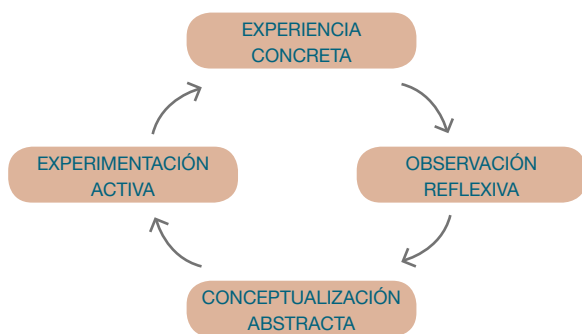 EXPERIENCIA
CONCRETA
EXPERIMENTACIÓN
ACTIVA
OBSERVACIÓN
REFLEXIVA
CONCEPTUALIZACIÓN
ABSTRACTA